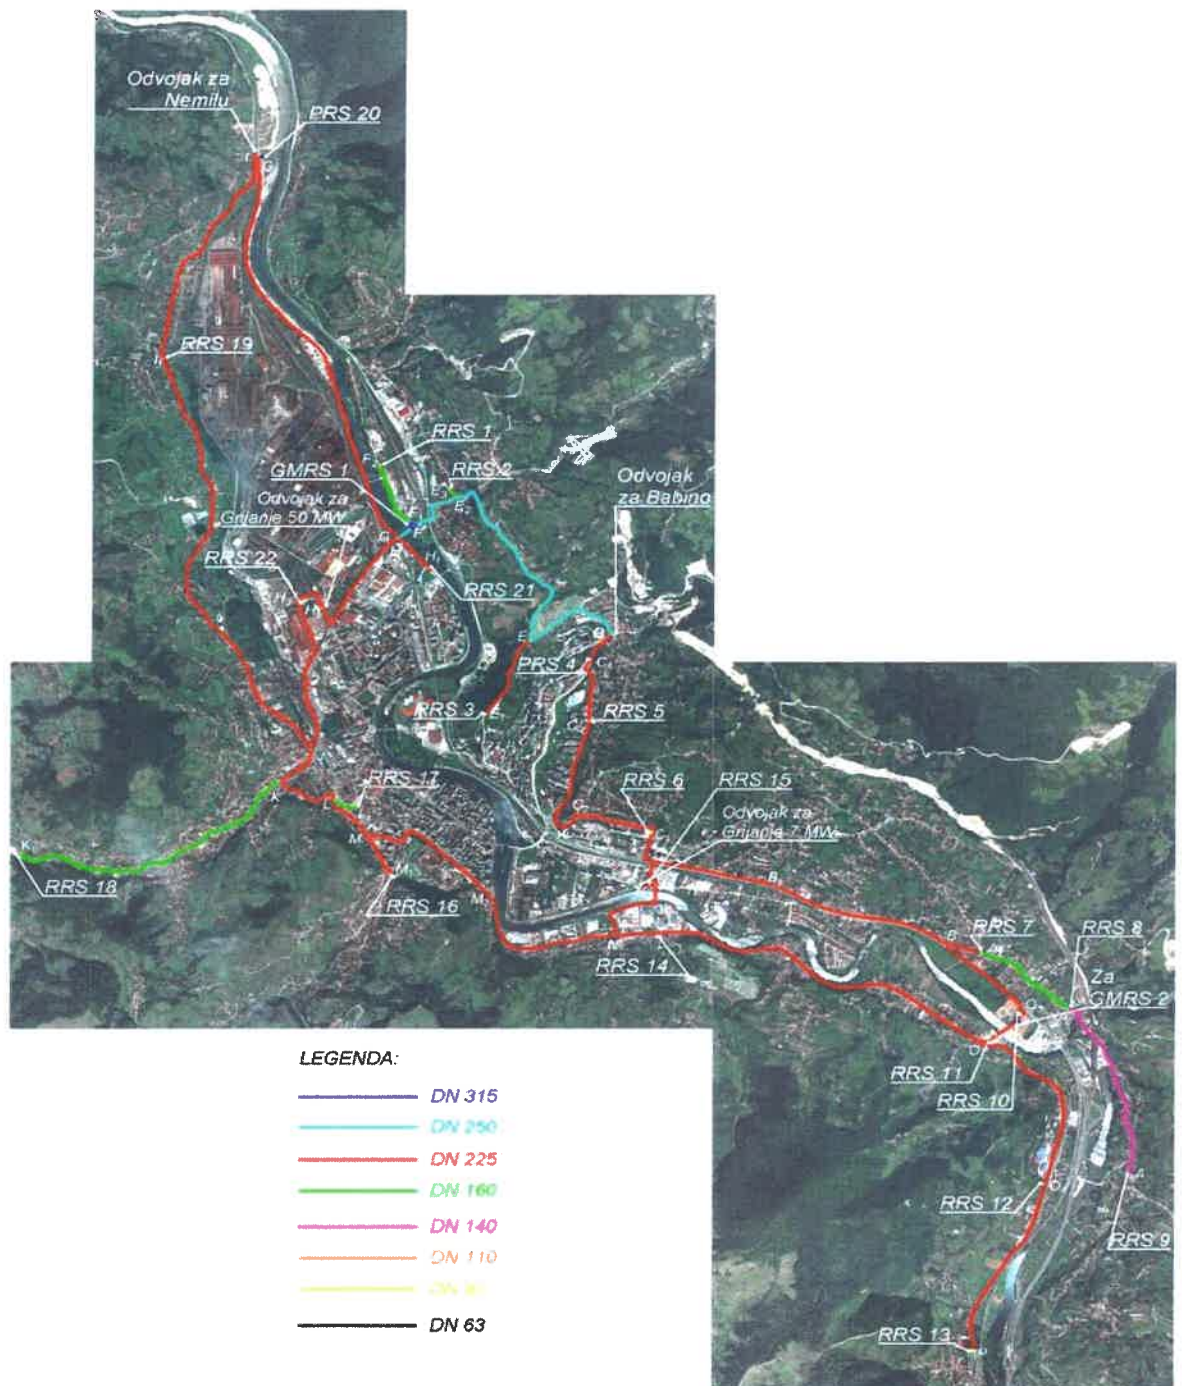 Odvojak za
Nemilu
PRS 20
RRS 19
RRS 1
GMRS 1
RRS 2
Odvojak za
Grijanje 50 MW
Odvojak
za Babino
RRS 22
RRS 21
PRS 4
RRS 3
RRS 5
RRS 6
RRS 15
RRS 17
Odvojak za
Grijanje 7 MW
RRS 18
RRS 16
RRS 14
RRS 7
RRS 8
Za
GMRS 2
RRS 11
RRS 10
RRS 12
RRS 9
RRS 13
LEGENDA:
DN 315
DN 250
DN 225
DN 160
DN 140
DN 110
DN
DN 63